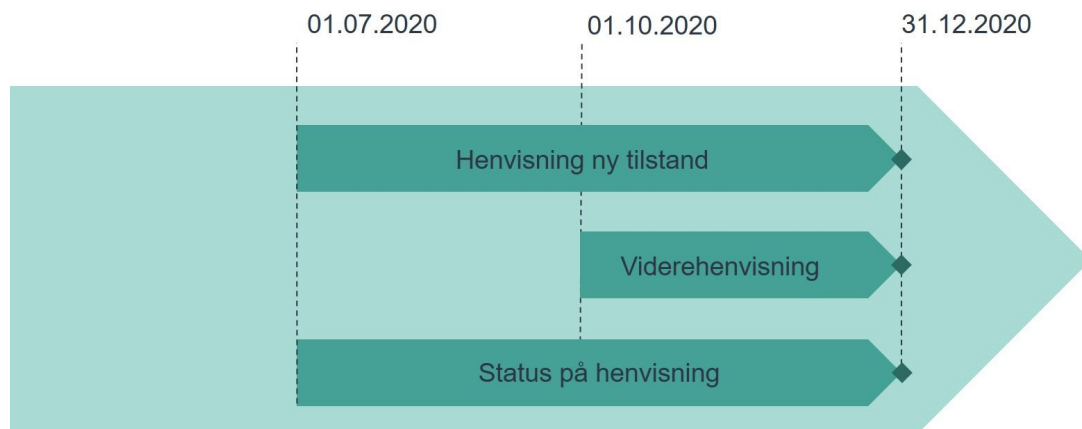 01.07.2020
01.10.2020
31.12.2020
Henvisning ny tilstand
Viderehenvisning
Status på henvisning